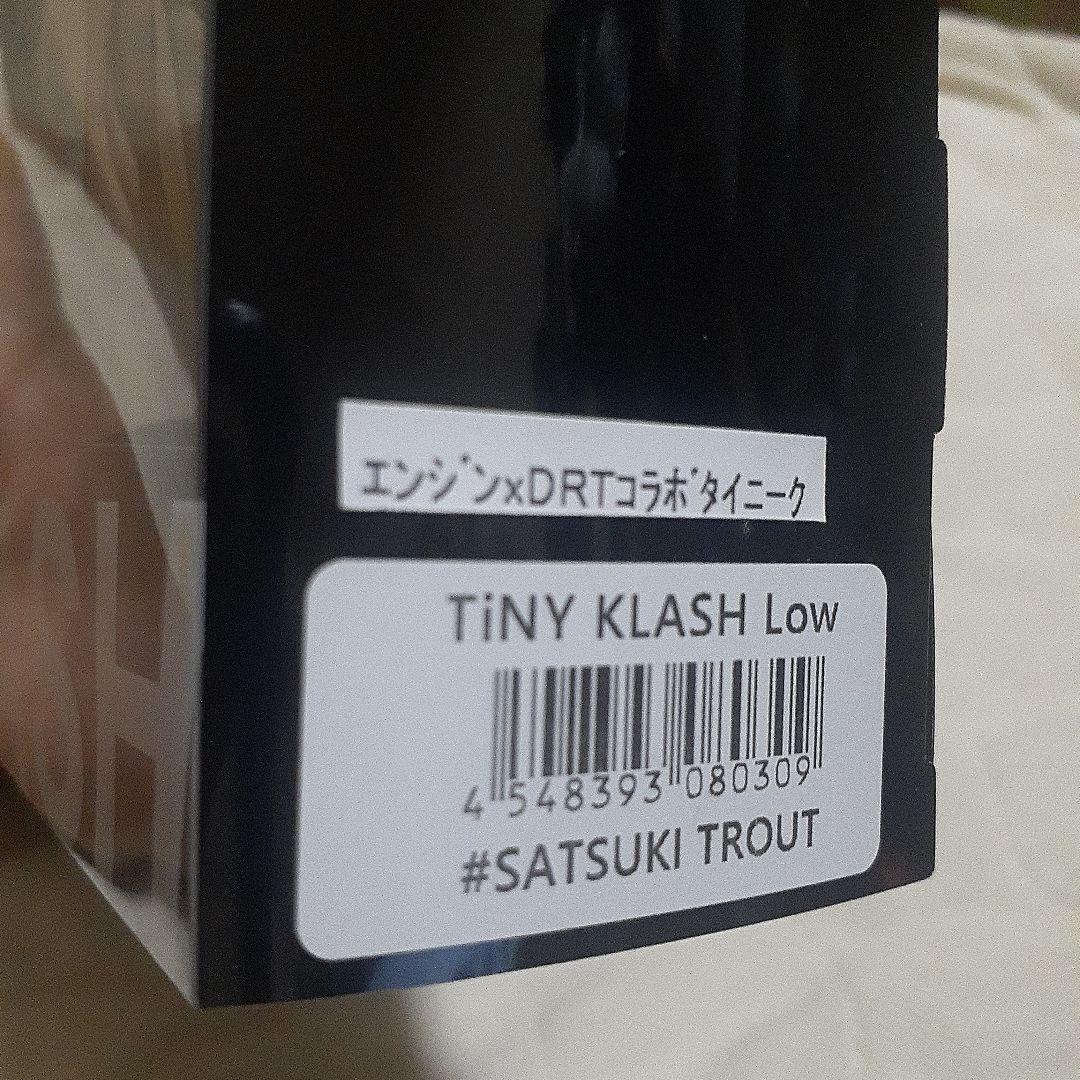 ｴﾝｼﾞﾝxDRTｺﾗﾎﾞﾀｲﾆｰｸ
TiNY KLASH Low
4 548393 080309
#SATSUKI TROUT
SH